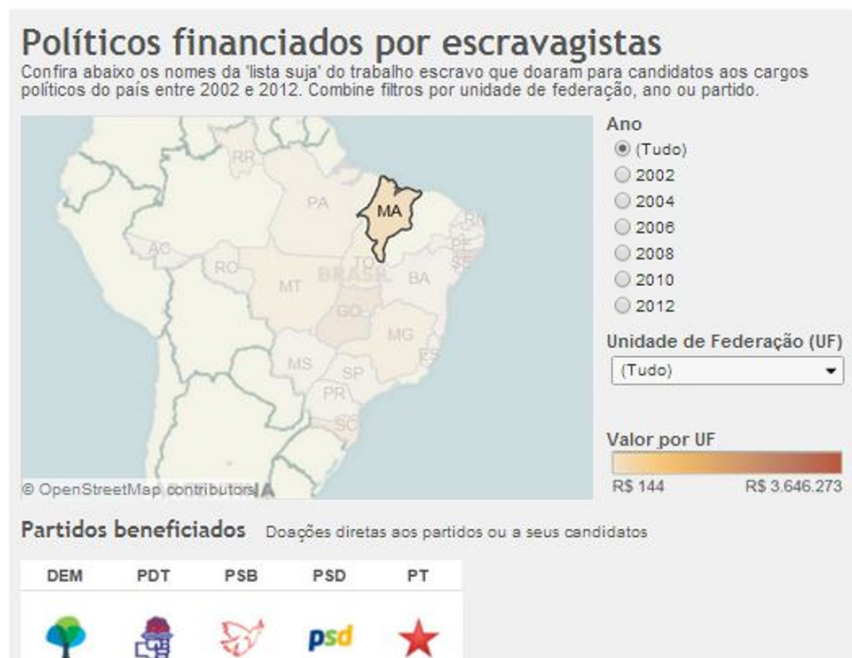 Políticos financiados por escravagistas
Confira abaixo os nomes da 'lista suja' do trabalho escravo que doaram para candidatos aos cargos
políticos do país entre 2002 e 2012. Combine filtros por unidade de federação, ano ou partido.
Ano
(Tudo)
2002
2004
2006
2008
2010
2012
Unidade de Federação (UF)
(Tudo)
Valor por UF
R$ 144
R$ 3.646.273
RR
PA
MA
RN
AC
RO
TO
BRASIL
BA
MT
GO
MG
ES
MS
SP
PR
SC
© OpenStreetMap contributors
Partidos beneficiados Doações diretas aos partidos ou a seus candidatos
DEM PDT PSB PSD PT
psd